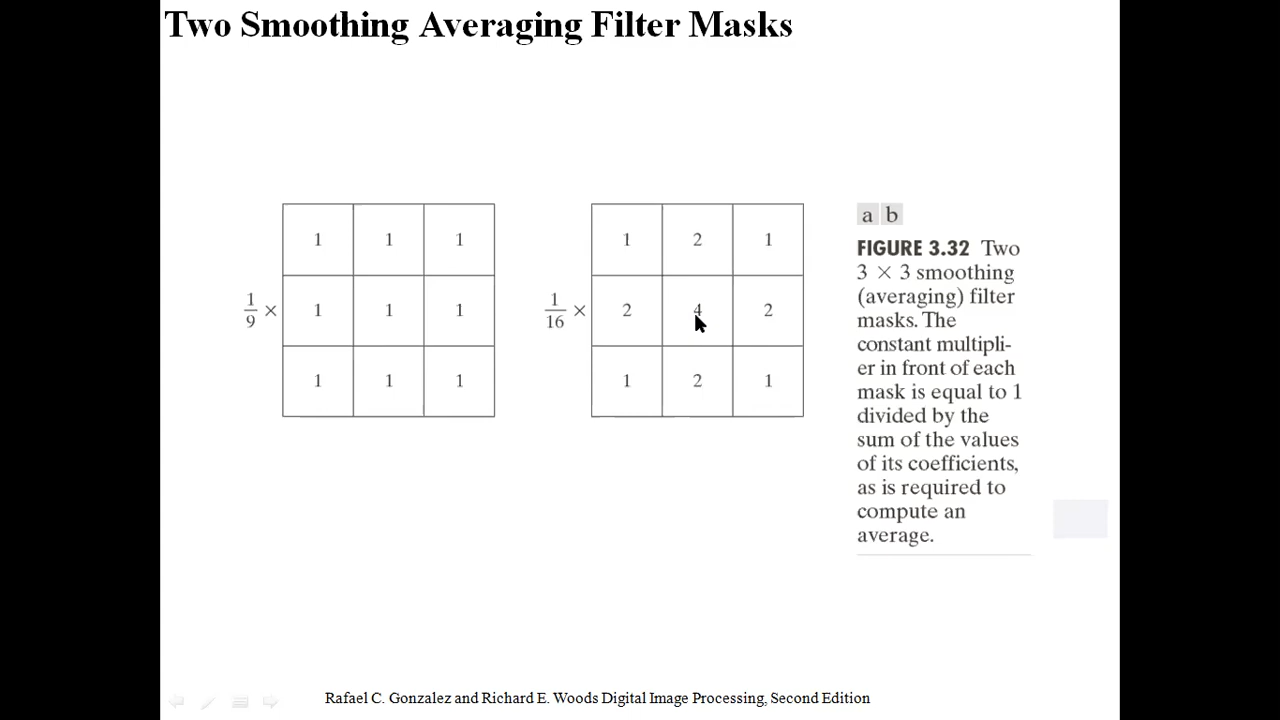 Two Smoothing Averaging Filter Masks
1 1 1
1/9 × 1 1 1
1 1 1
1 2 1
1/16 × 2 4 2
1 2 1
a b
FIGURE 3.32 Two
3 × 3 smoothing
(averaging) filter
masks. The
constant multipli-
er in front of each
mask is equal to 1
divided by the
sum of the values
of its coefficients,
as is required to
compute an
average.
Rafael C. Gonzalez and Richard E. Woods Digital Image Processing, Second Edition